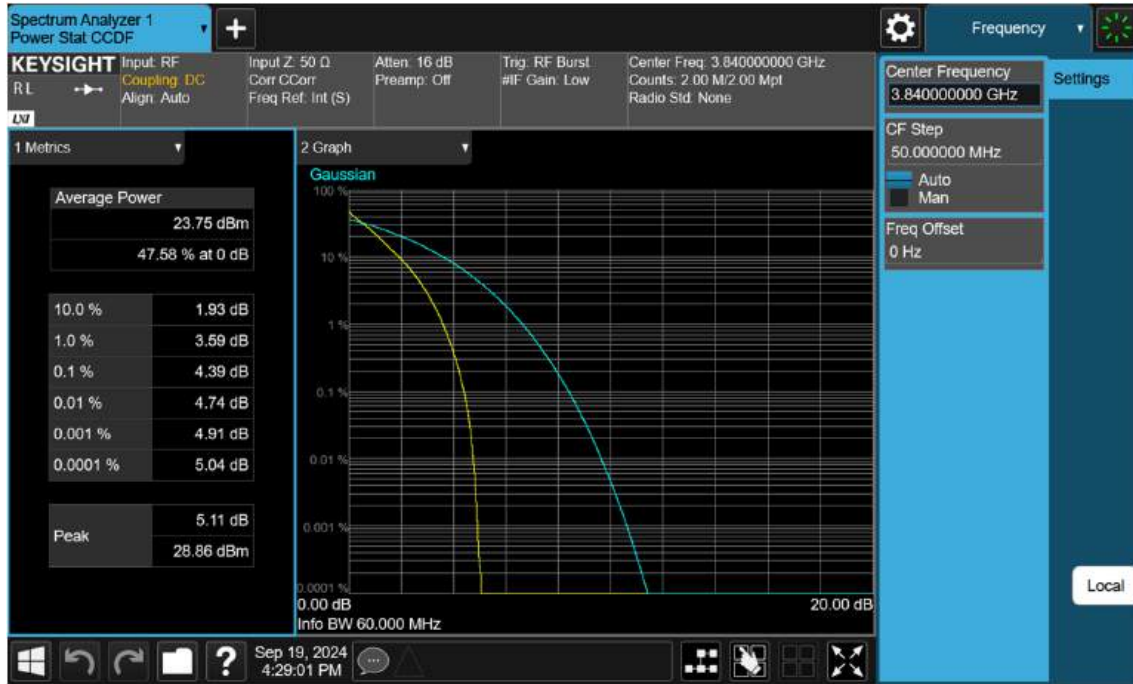 Spectrum Analyzer 1
Power Stat CCDF
Frequency
KEYSIGHT
R L
LXI
Input: RF
Coupling: DC
Align: Auto
Input Z: 50 Ω
Corr CCorr
Freq Ref: Int (S)
Atten: 16 dB
Preamp: Off
Trig: RF Burst
#IF Gain: Low
Center Freq: 3.840000000 GHz
Counts: 2.00 M/2.00 Mpt
Radio Std: None
Center Frequency
3.840000000 GHz
Settings
CF Step
50.000000 MHz
Auto
Man
Freq Offset
0 Hz
Local
1 Metrics
Average Power
23.75 dBm
47.58 % at 0 dB
10.0 % 1.93 dB
1.0 % 3.59 dB
0.1 % 4.39 dB
0.01 % 4.74 dB
0.001 % 4.91 dB
0.0001 % 5.04 dB
Peak
5.11 dB
28.86 dBm
2 Graph
Gaussian
100 %
10 %
1 %
0.1 %
0.01 %
0.001 %
0.0001 %
0.00 dB 20.00 dB
Info BW 60.000 MHz
?
Sep 19, 2024
4:29:01 PM